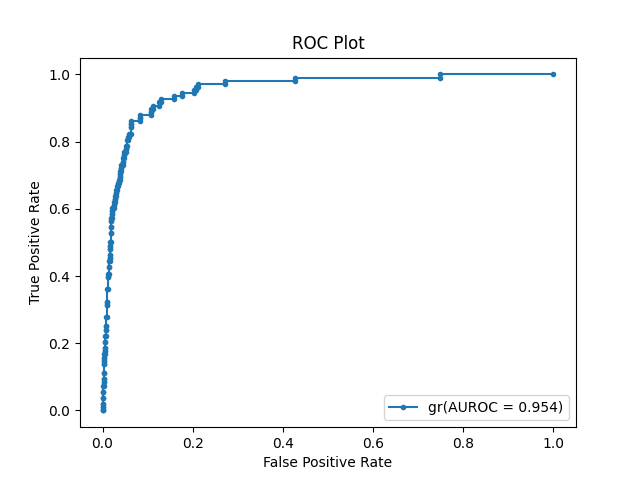 ROC Plot
1.0
0.8
0.6
0.4
0.2
0.0
True Positive Rate
gr(AUROC = 0.954)
0.0 0.2 0.4 0.6 0.8 1.0
False Positive Rate